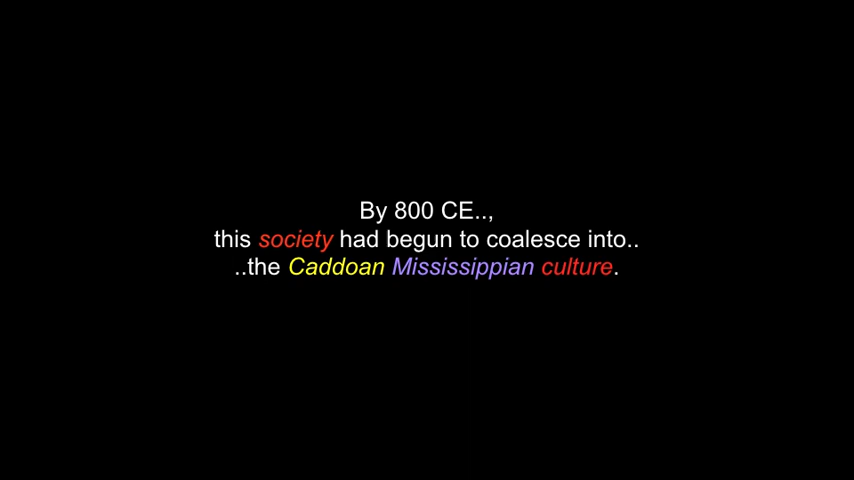 By 800 CE..,
this society had begun to coalesce into..
..the Caddoan Mississippian culture.